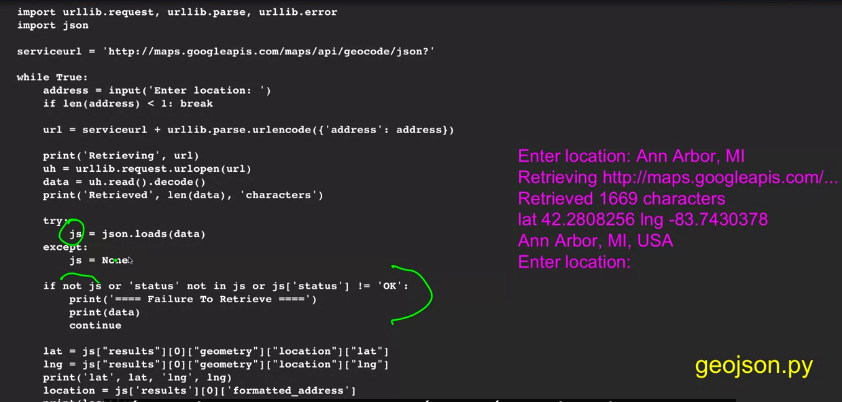 import urllib.request, urllib.parse, urllib.error
import json
serviceurl = 'http://maps.googleapis.com/maps/api/geocode/json?'
while True:
address = input('Enter location: ')
if len(address) < 1: break
url = serviceurl + urllib.parse.urlencode({'address': address})
print('Retrieving', url)
uh = urllib.request.urlopen(url)
data = uh.read().decode()
print('Retrieved', len(data), 'characters')
try:
js = json.loads(data)
except:
js = None
if not js or 'status' not in js or js['status'] != 'OK':
print('==== Failure To Retrieve ====')
print(data)
continue
lat = js["results"][0]["geometry"]["location"]["lat"]
lng = js["results"][0]["geometry"]["location"]["lng"]
print('lat', lat, 'lng', lng)
location = js['results'][0]['formatted_address']
Enter location: Ann Arbor, MI
Retrieving http://maps.googleapis.com/...
Retrieved 1669 characters
lat 42.2808256 lng -83.7430378
Ann Arbor, MI, USA
Enter location:
geojson.py